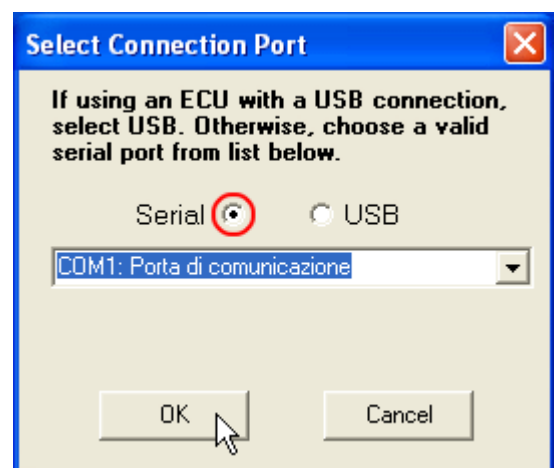 Select Connection Port
If using an ECU with a USB connection,
select USB. Otherwise, choose a valid
serial port from list below.
Serial USB
COM1: Porta di comunicazione
OK Cancel